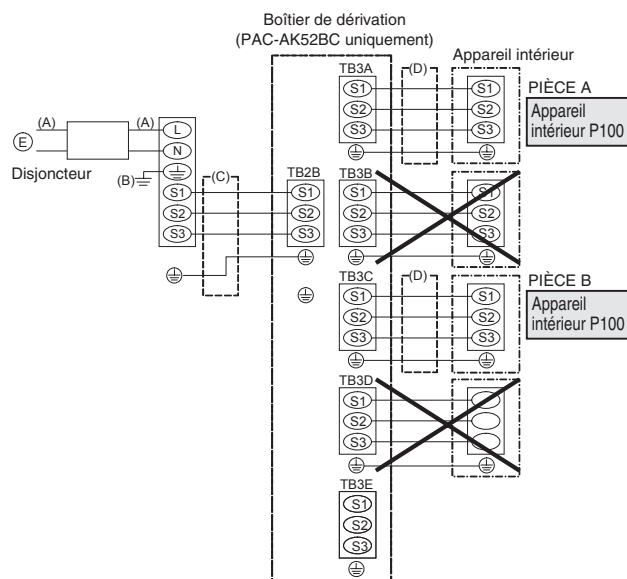 Boîtier de dérivation
(PAC-AK52BC uniquement)
Appareil intérieur
TB3A
(D)
S1
S1
PIÈCE A
S2
S2
Appareil
intérieur P100
S3
S3
(A)
(A)
L
E
N
Disjoncteur
(B)
(C)
TB2B
TB3B
S1
S1
S1
S1
S2
S2
S2
S2
S3
S3
S3
S3
TB3C
(D)
PIÈCE B
S1
S1
Appareil
intérieur P100
S2
S2
S3
S3
TB3D
S1
S2
S3
TB3E
S1
S2
S3